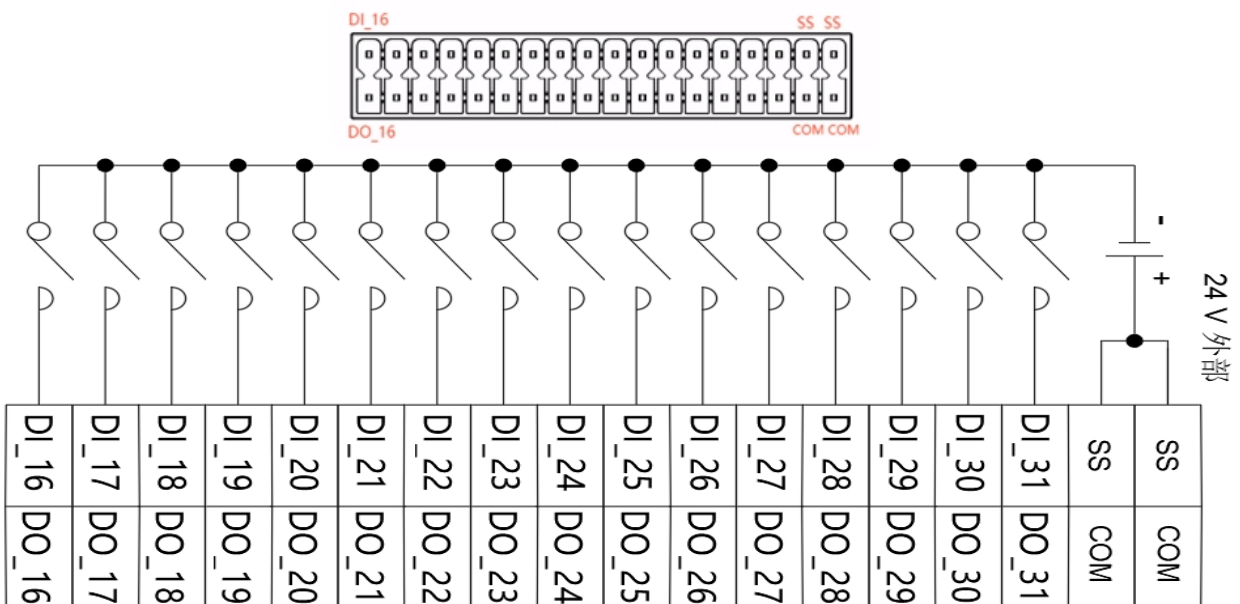 DI_16 SS SS
DO_16 COM COM
-
+
24 V 外部
DI_16 DI_17 DI_18 DI_19 DI_20 DI_21 DI_22 DI_23 DI_24 DI_25 DI_26 DI_27 DI_28 DI_29 DI_30 DI_31 SS SS
DO_16 DO_17 DO_18 DO_19 DO_20 DO_21 DO_22 DO_23 DO_24 DO_25 DO_26 DO_27 DO_28 DO_29 DO_30 DO_31 COM COM